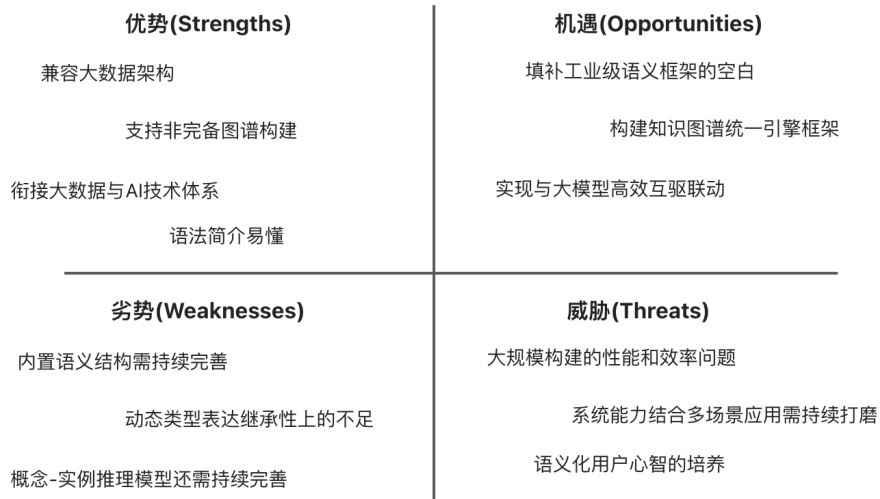 优势(Strengths)
兼容大数据架构
支持非完备图谱构建
衔接大数据与AI技术体系
语法简介易懂
机遇(Opportunities)
填补工业级语义框架的空白
构建知识图谱统一引擎框架
实现与大模型高效互驱联动
劣势(Weaknesses)
内置语义结构需持续完善
动态类型表达继承性上的不足
概念-实例推理模型还需持续完善
威胁(Threats)
大规模构建的性能和效率问题
系统能力结合多场景应用需持续打磨
语义化用户心智的培养